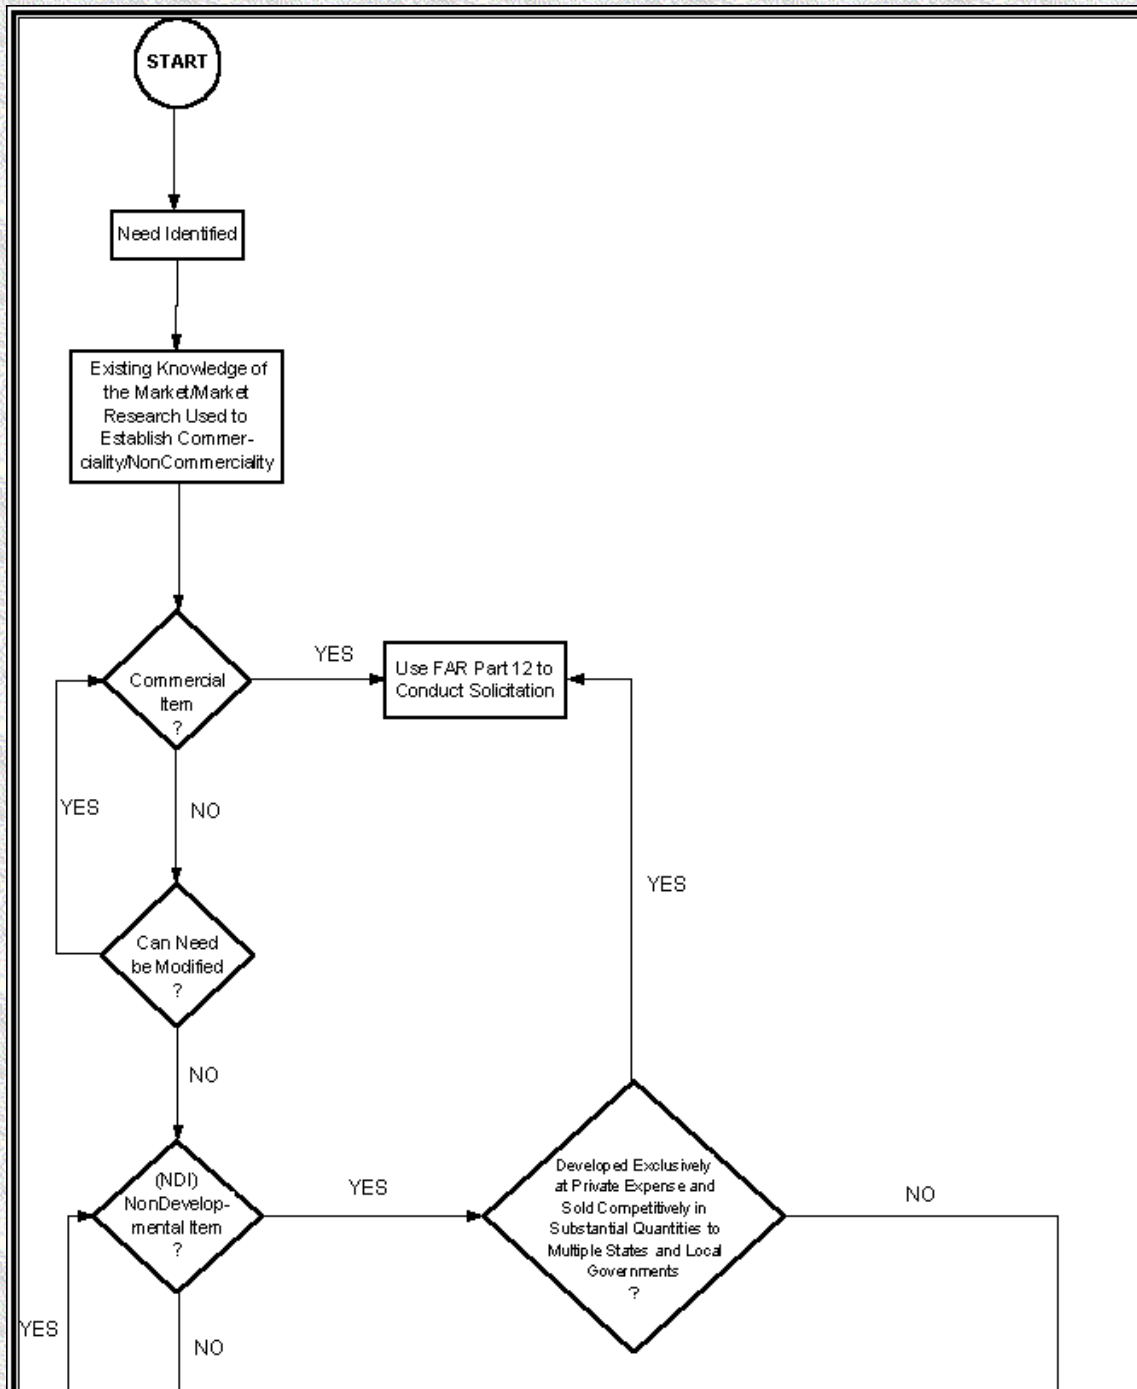 START
Need Identified
Existing Knowledge of
the Market/Market
Research Used to
Establish Commer-
ciality/NonCommerciality
Commercial
Item
?
YES
Use FAR Part 12 to
Conduct Solicitation
YES
NO
YES
Can Need
be Modified
?
NO
(NDI)
NonDevelop-
mental Item
?
YES
Developed Exclusively
at Private Expense and
Sold Competitively in
Substantial Quantities to
Multiple States and Local
Governments
?
NO
YES
NO